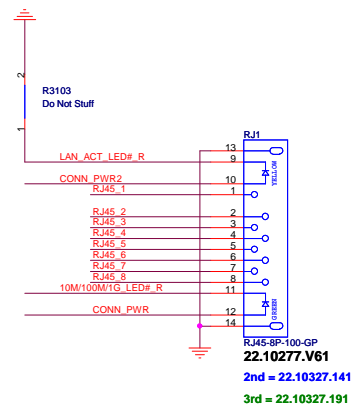 2
R3103
Do Not Stuff
1
RJ1
13
LAN_ACT_LED#_R
9
YELLOW
CONN_PWR2
10
RJ45_1
1
RJ45_2
2
RJ45_3
3
RJ45_4
4
RJ45_5
5
RJ45_6
6
RJ45_7
7
RJ45_8
8
10M/100M/1G_LED#_R
11
GREEN
CONN_PWR
12
14
RJ45-8P-100-GP
22.10277.V61
2nd = 22.10327.141
3rd = 22.10327.191